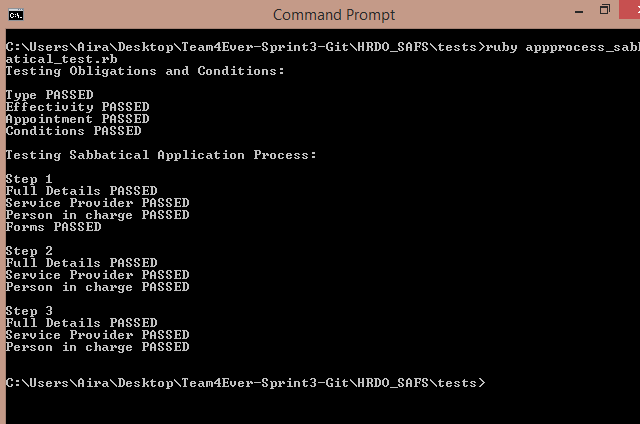 Command Prompt
C:\Users\Aira\Desktop\Team4Ever-Sprint3-Git\HRDO_SAFS\tests>ruby appprocess_sabb
atical_test.rb
Testing Obligations and Conditions:
Type PASSED
Effectivity PASSED
Appointment PASSED
Conditions PASSED
Testing Sabbatical Application Process:
Step 1
Full Details PASSED
Service Provider PASSED
Person in charge PASSED
Forms PASSED
Step 2
Full Details PASSED
Service Provider PASSED
Person in charge PASSED
Step 3
Full Details PASSED
Service Provider PASSED
Person in charge PASSED
C:\Users\Aira\Desktop\Team4Ever-Sprint3-Git\HRDO_SAFS\tests>